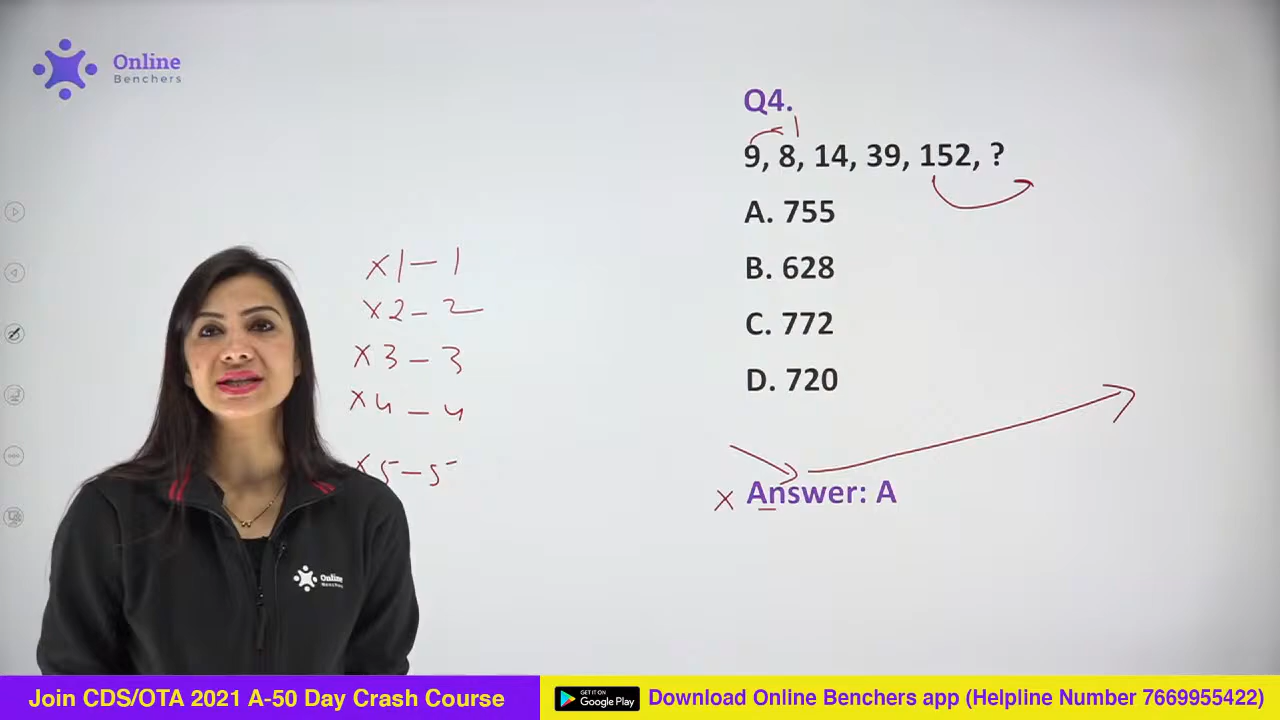 Online
Benchers
Q4.
1
9, 8, 14, 39, 152, ?
A. 755
B. 628
C. 772
D. 720
×1 – 1
×2 – 2
×3 – 3
×4 – 4
×5 – 5
× Answer: A
Online
Join CDS/OTA 2021 A-50 Day Crash Course
GET IT ON
Google Play
Download Online Benchers app (Helpline Number 7669955422)